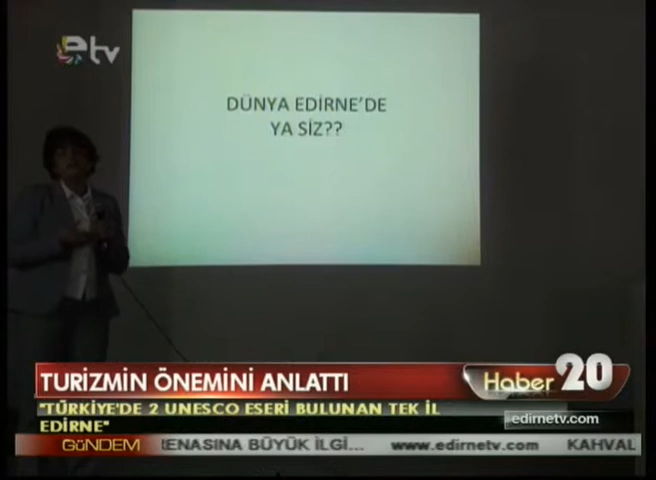 etv
DÜNYA EDİRNE'DE
YA SİZ??
TURİZMİN ÖNEMİNİ ANLATTI
Haber 20
"TÜRKİYE'DE 2 UNESCO ESERİ BULUNAN TEK İL
EDİRNE"
edirnetv.com
GÜNDEM
ENASINA BÜYÜK İLGİ... www.edirnetv.com KAHVAL